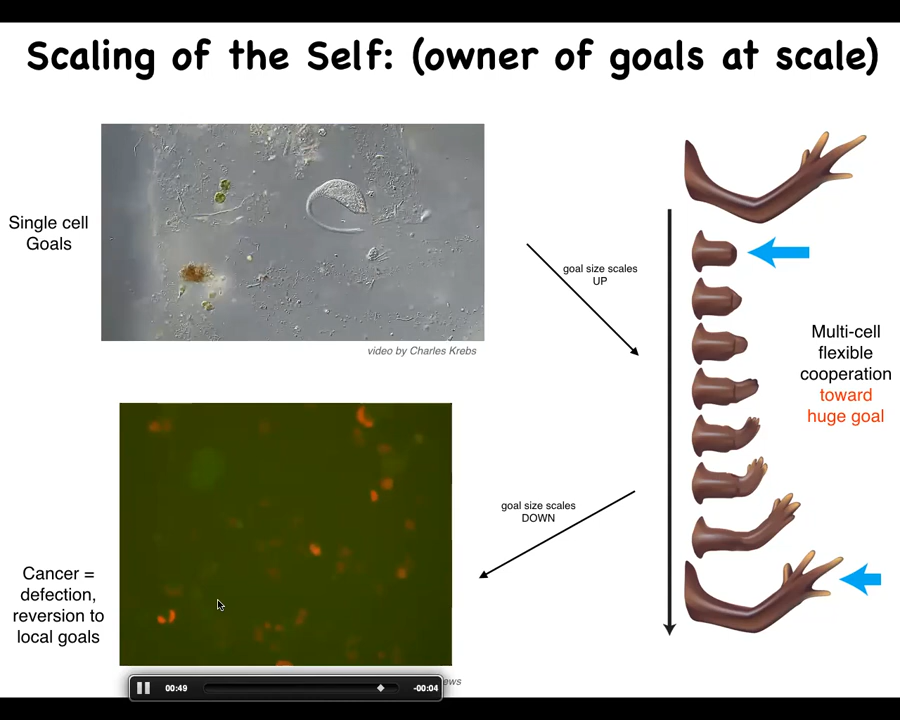 Scaling of the Self: (owner of goals at scale)
Single cell
Goals
video by Charles Krebs
goal size scales
UP
Multi-cell
flexible
cooperation
toward
huge goal
goal size scales
DOWN
Cancer =
defection,
reversion to
local goals
00:49
-00:04